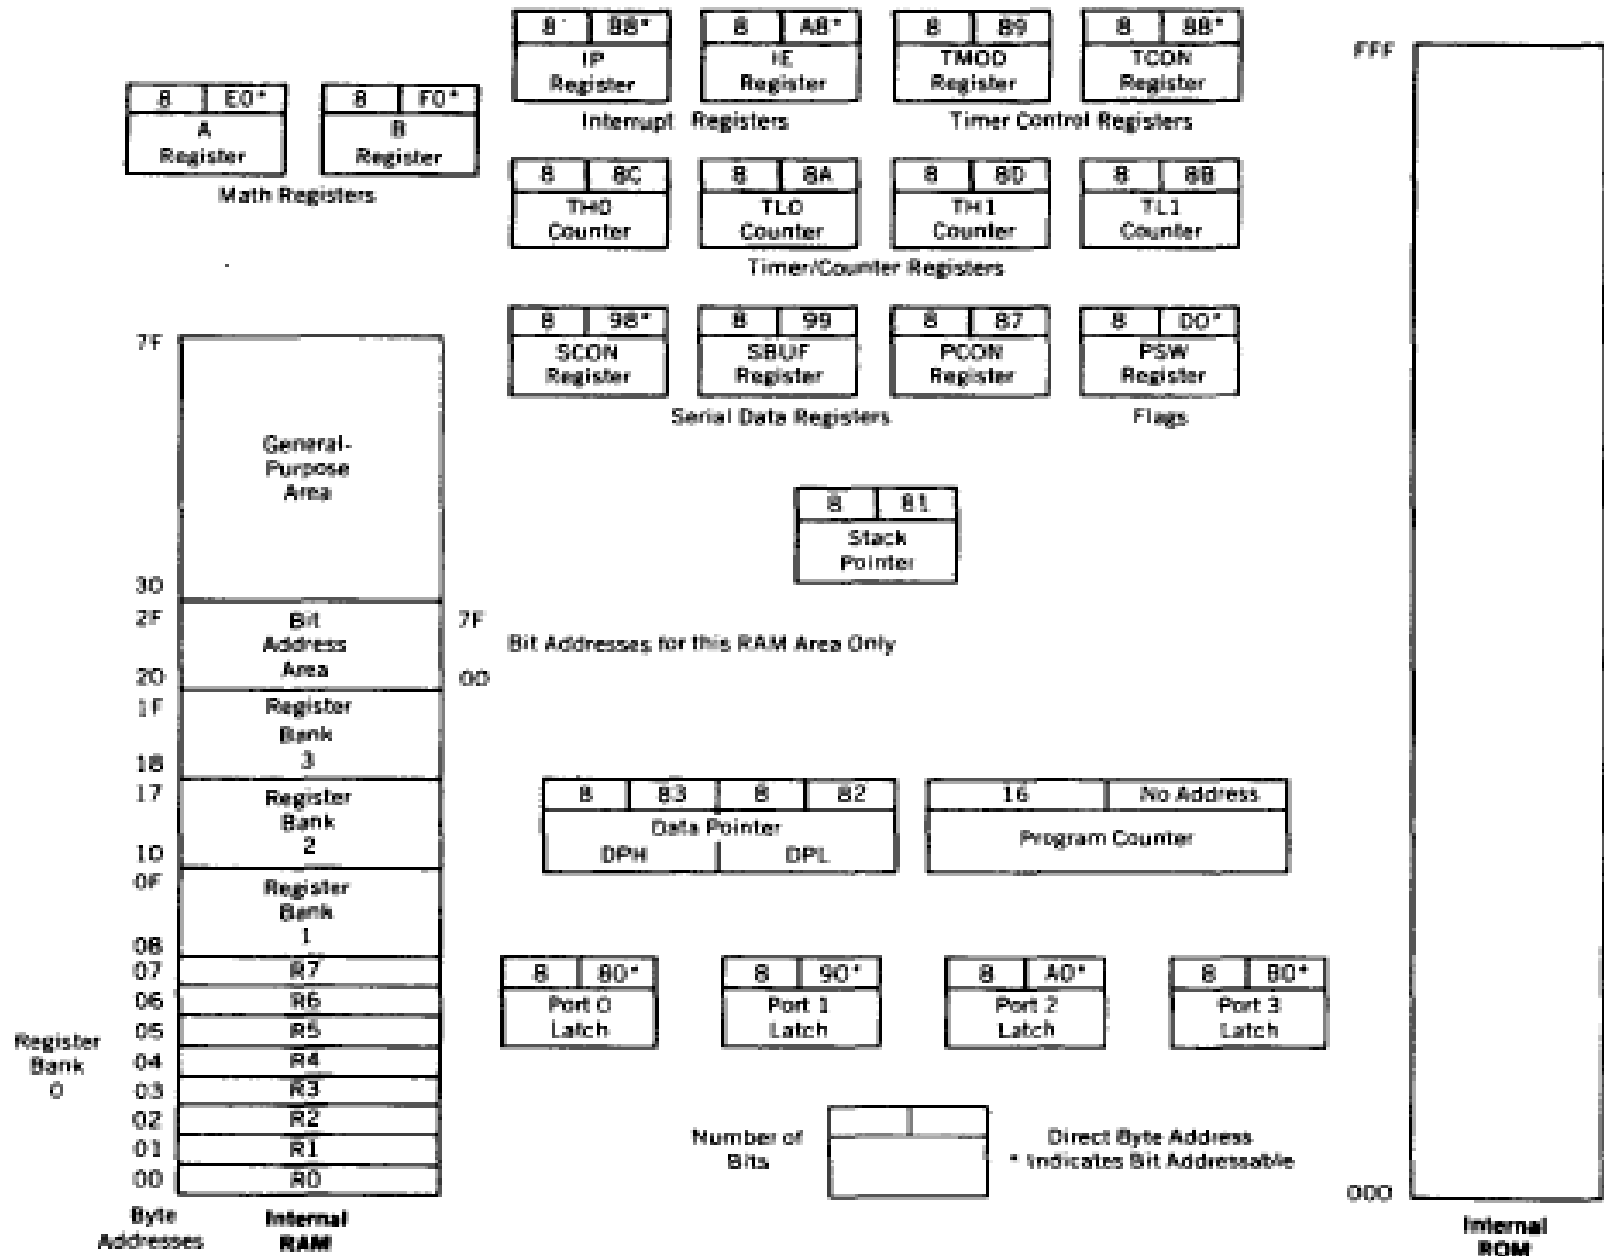 8 B8*
IP
Register
8 A8*
IE
Register
Interrupt Registers
8 89
TMOD
Register
8 88*
TCON
Register
Timer Control Registers
8 E0*
A
Register
8 F0*
B
Register
Math Registers
8 8C
TH0
Counter
8 8A
TL0
Counter
8 8D
TH1
Counter
8 8B
TL1
Counter
Timer/Counter Registers
8 98*
SCON
Register
8 99
SBUF
Register
8 87
PCON
Register
Serial Data Registers
8 D0*
PSW
Register
Flags
8 81
Stack
Pointer
7F
General-
Purpose
Area
30
2F
Bit
Address
Area
20
7F
Bit Addresses for this RAM Area Only
00
1F
Register
Bank
3
18
17
Register
Bank
2
10
0F
Register
Bank
1
08
8 83 8 82
Data Pointer
DPH DPL
16 No Address
Program Counter
07 R7
06 R6
05 R5
04 R4
03 R3
02 R2
01 R1
00 R0
Register
Bank
0
Byte
Addresses
Internal
RAM
8 80*
Port 0
Latch
8 90*
Port 1
Latch
8 A0*
Port 2
Latch
8 B0*
Port 3
Latch
Number of
Bits
Direct Byte Address
* Indicates Bit Addressable
FFF
000
Internal
ROM